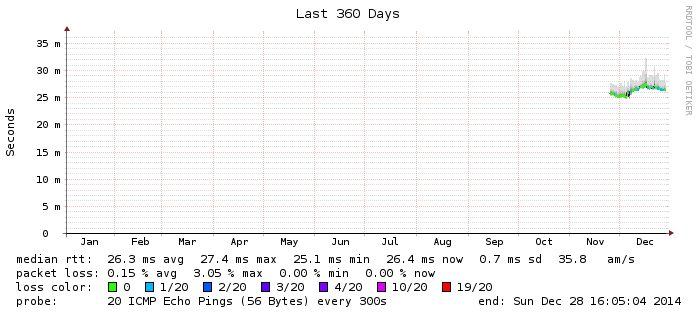 Last 360 Days
RRDTOOL / TOBI OETIKER
Seconds
35 m
30 m
25 m
20 m
15 m
10 m
5 m
0
Jan Feb Mar Apr May Jun Jul Aug Sep Oct Nov Dec
median rtt: 26.3 ms avg 27.4 ms max 25.1 ms min 26.4 ms now 0.7 ms sd 35.8 am/s
packet loss: 0.15 % avg 3.05 % max 0.00 % min 0.00 % now
loss color: 0 1/20 2/20 3/20 4/20 10/20 19/20
probe: 20 ICMP Echo Pings (56 Bytes) every 300s end: Sun Dec 28 16:05:04 2014